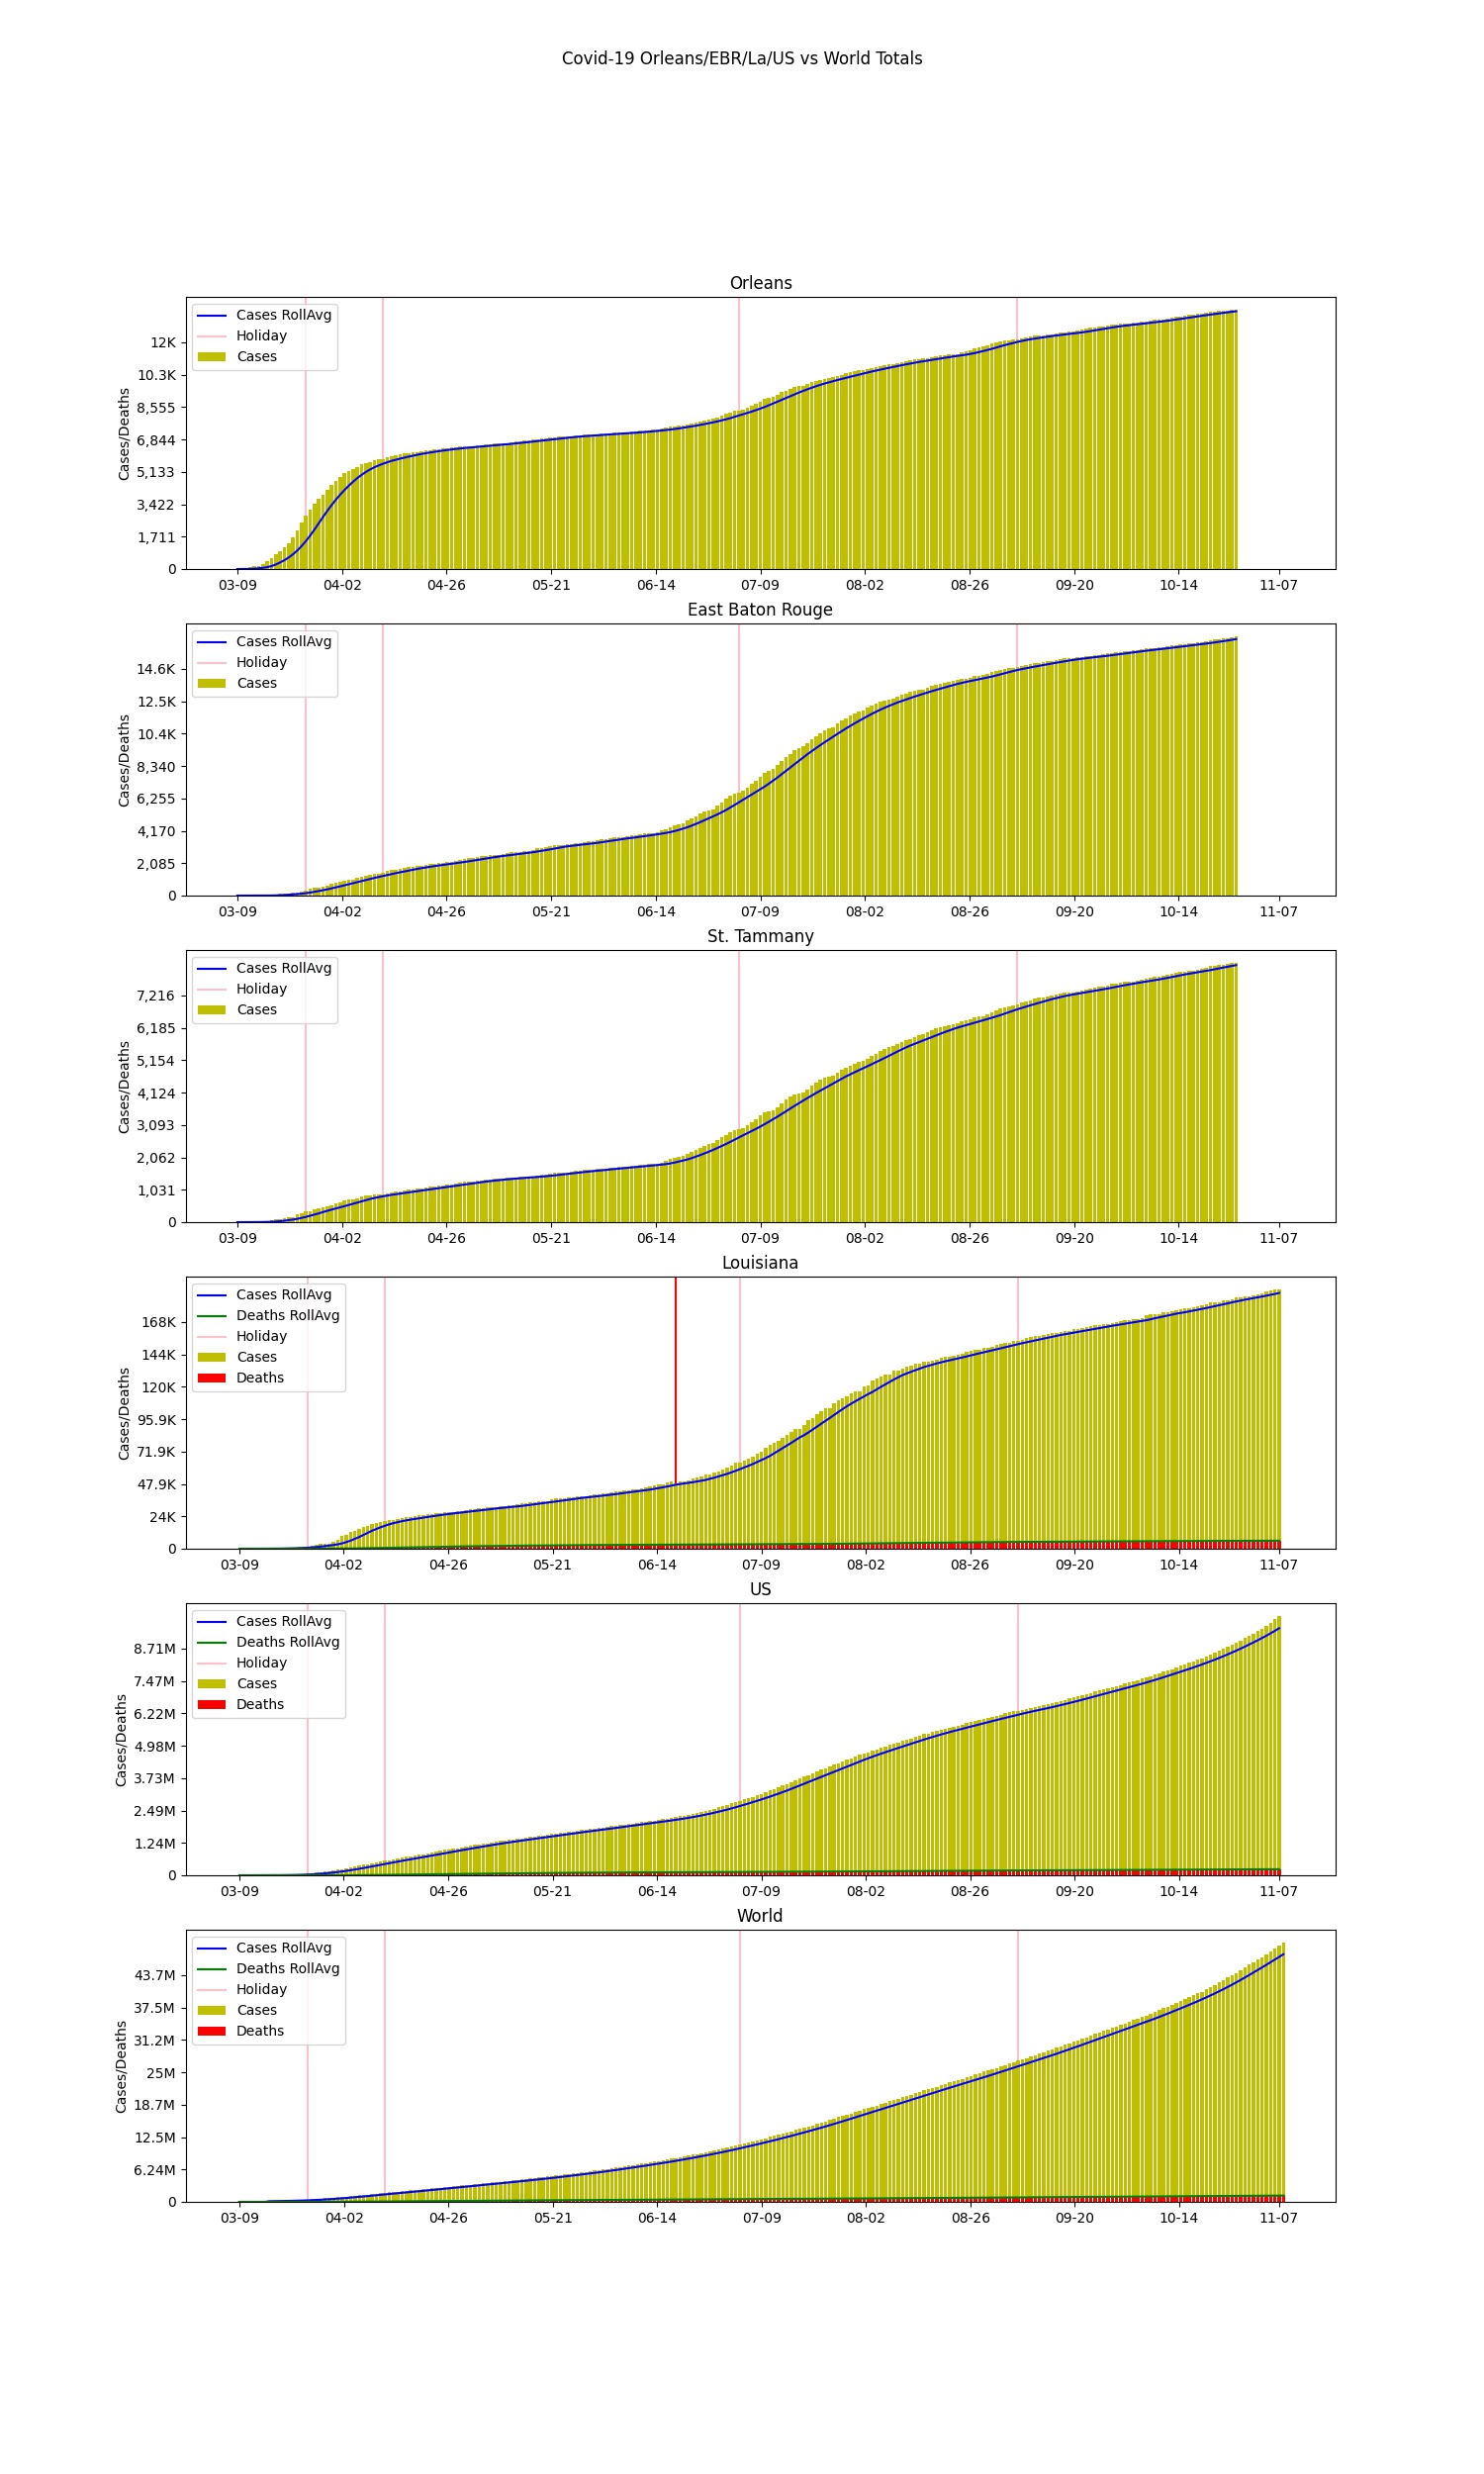 Covid-19 Orleans/EBR/La/US vs World Totals
Orleans
Cases RollAvg
Holiday
Cases
Cases/Deaths
12K
10.3K
8,555
6,844
5,133
3,422
1,711
0
03-09 04-02 04-26 05-21 06-14 07-09 08-02 08-26 09-20 10-14 11-07
East Baton Rouge
Cases RollAvg
Holiday
Cases
Cases/Deaths
14.6K
12.5K
10.4K
8,340
6,255
4,170
2,085
0
03-09 04-02 04-26 05-21 06-14 07-09 08-02 08-26 09-20 10-14 11-07
St. Tammany
Cases RollAvg
Holiday
Cases
Cases/Deaths
7,216
6,185
5,154
4,124
3,093
2,062
1,031
0
03-09 04-02 04-26 05-21 06-14 07-09 08-02 08-26 09-20 10-14 11-07
Louisiana
Cases RollAvg
Deaths RollAvg
Holiday
Cases
Deaths
Cases/Deaths
168K
144K
120K
95.9K
71.9K
47.9K
24K
0
03-09 04-02 04-26 05-21 06-14 07-09 08-02 08-26 09-20 10-14 11-07
US
Cases RollAvg
Deaths RollAvg
Holiday
Cases
Deaths
Cases/Deaths
8.71M
7.47M
6.22M
4.98M
3.73M
2.49M
1.24M
0
03-09 04-02 04-26 05-21 06-14 07-09 08-02 08-26 09-20 10-14 11-07
World
Cases RollAvg
Deaths RollAvg
Holiday
Cases
Deaths
Cases/Deaths
43.7M
37.5M
31.2M
25M
18.7M
12.5M
6.24M
0
03-09 04-02 04-26 05-21 06-14 07-09 08-02 08-26 09-20 10-14 11-07